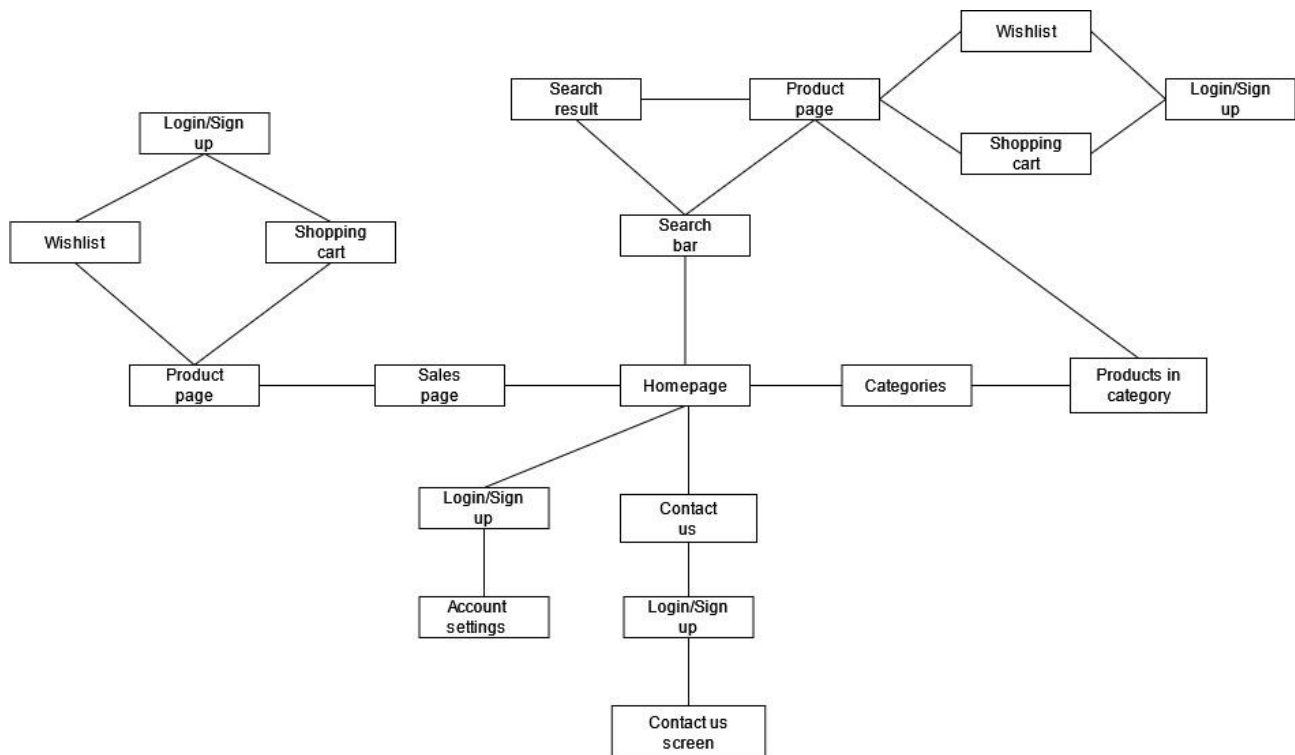 Wishlist
Search
result
Product
page
Login/Sign
up
Login/Sign
up
Shopping
cart
Wishlist
Shopping
cart
Search
bar
Product
page
Sales
page
Homepage
Categories
Products in
category
Login/Sign
up
Contact
us
Account
settings
Login/Sign
up
Contact us
screen